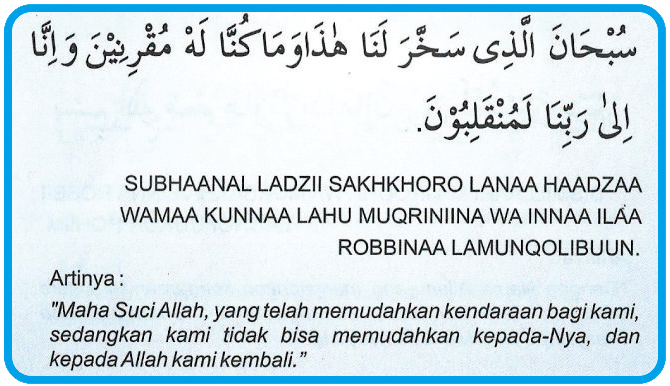 سُبْحَانَ الَّذِى سَخَّرَ لَنَا هٰذَا وَمَا كُنَّا لَهُ مُقْرِنِيْنَ وَاِنَّا
اِلىٰ رَبِّنَا لَمُنْقَلِبُوْنَ.
SUBHAANAL LADZII SAKHKHORO LANAA HAADZAA
WAMAA KUNNAA LAHU MUQRINIINA WA INNAA ILAA
ROBBINAA LAMUNQOLIBUUN.
Artinya :
"Maha Suci Allah, yang telah memudahkan kendaraan bagi kami,
sedangkan kami tidak bisa memudahkan kepada-Nya, dan
kepada Allah kami kembali."